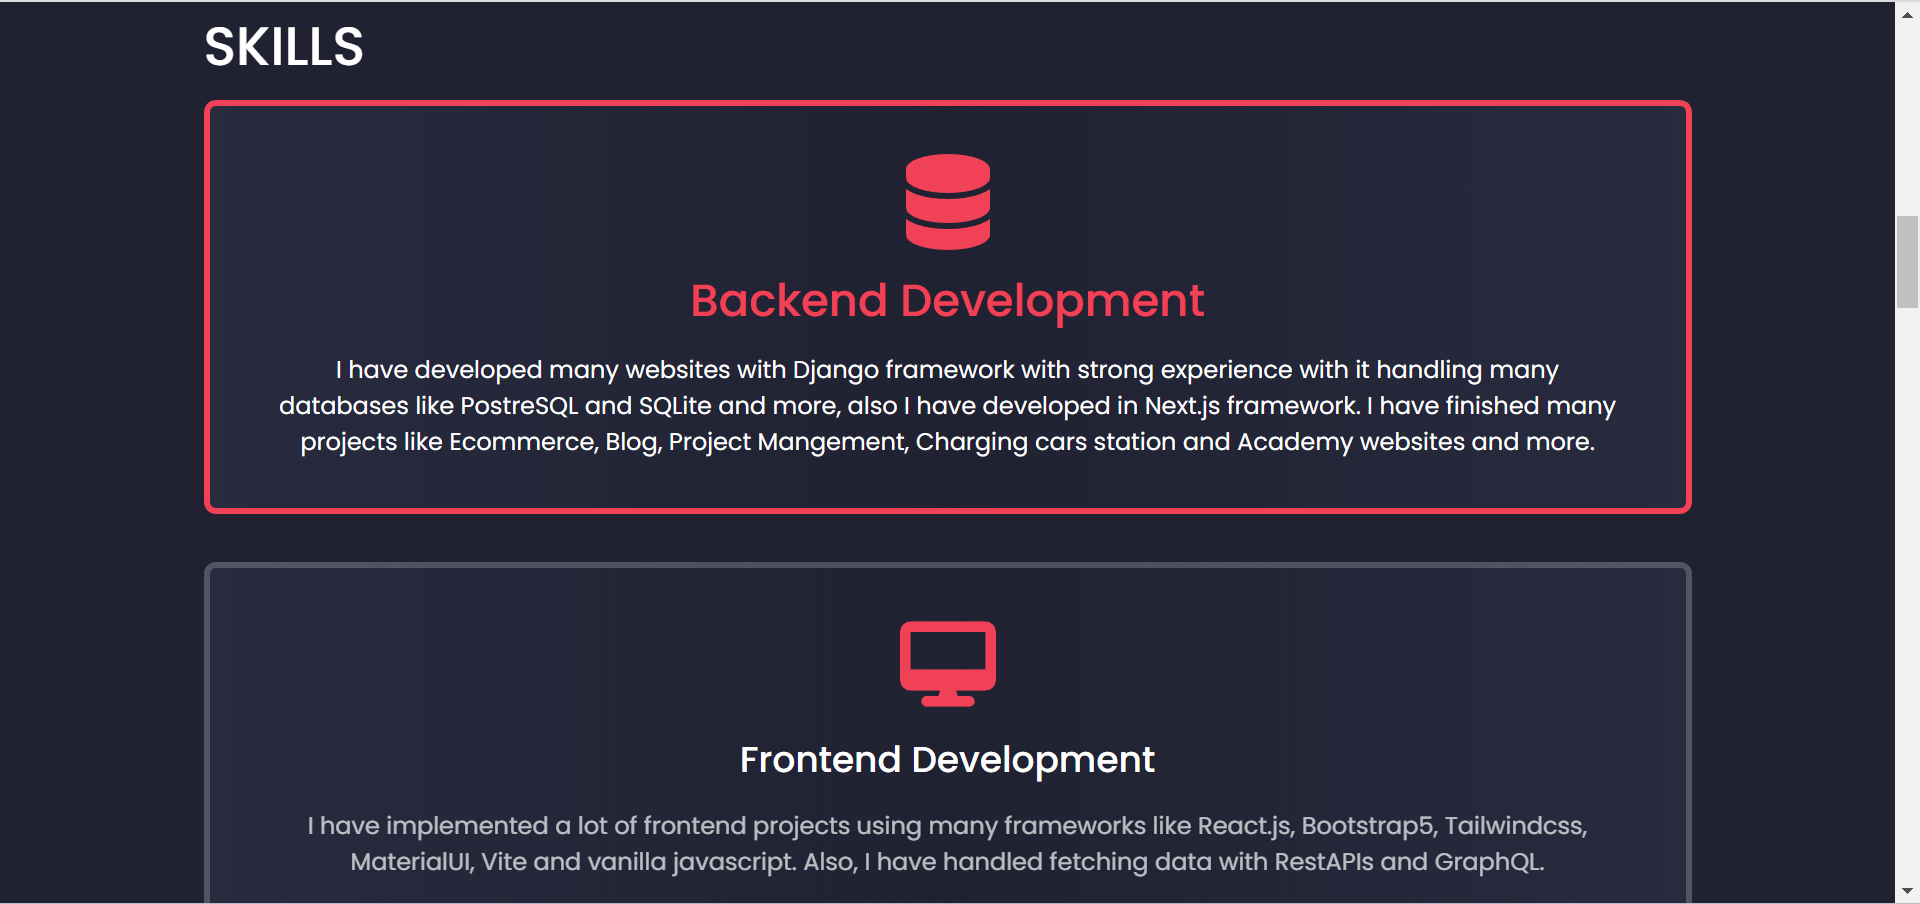 SKILLS
Backend Development
I have developed many websites with Django framework with strong experience with it handling many
databases like PostreSQL and SQLite and more, also I have developed in Next.js framework. I have finished many
projects like Ecommerce, Blog, Project Mangement, Charging cars station and Academy websites and more.
Frontend Development
I have implemented a lot of frontend projects using many frameworks like React.js, Bootstrap5, Tailwindcss,
MaterialUI, Vite and vanilla javascript. Also, I have handled fetching data with RestAPIs and GraphQL.